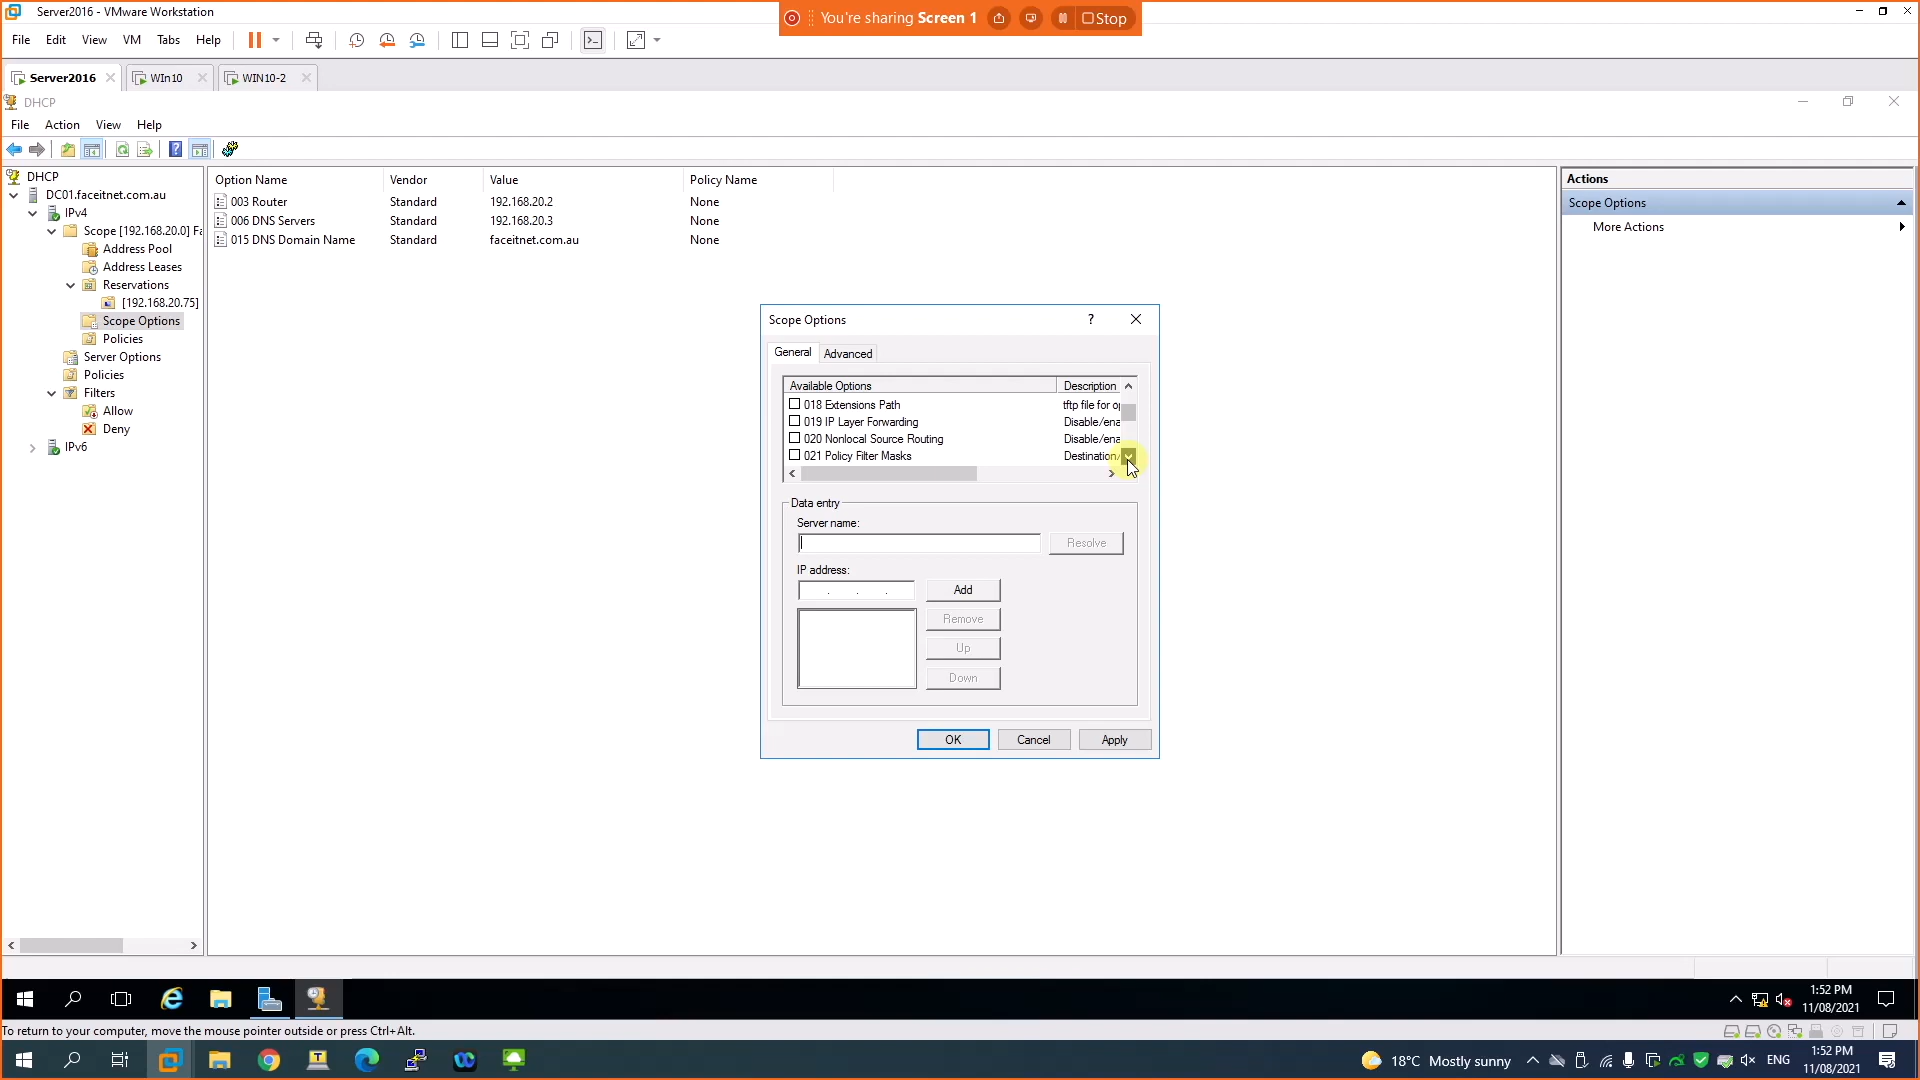 Server2016 - VMware Workstation
You're sharing Screen 1
Stop
File Edit View VM Tabs Help
Server2016 WIn10 WIN10-2
DHCP
File Action View Help
DHCP
DC01.faceitnet.com.au
IPv4
Scope [192.168.20.0] Fa
Address Pool
Address Leases
Reservations
[192.168.20.75]
Scope Options
Policies
Server Options
Policies
Filters
Allow
Deny
IPv6
Option Name Vendor Value Policy Name
003 Router Standard 192.168.20.2 None
006 DNS Servers Standard 192.168.20.3 None
015 DNS Domain Name Standard faceitnet.com.au None
Actions
Scope Options
More Actions
Scope Options
General Advanced
Available Options Description
018 Extensions Path tftp file for op
019 IP Layer Forwarding Disable/ena
020 Nonlocal Source Routing Disable/ena
021 Policy Filter Masks Destination/
Data entry
Server name:
Resolve
IP address:
. . . Add
Remove
Up
Down
OK Cancel Apply
1:52 PM
11/08/2021
To return to your computer, move the mouse pointer outside or press Ctrl+Alt.
18°C Mostly sunny
ENG
1:52 PM
11/08/2021